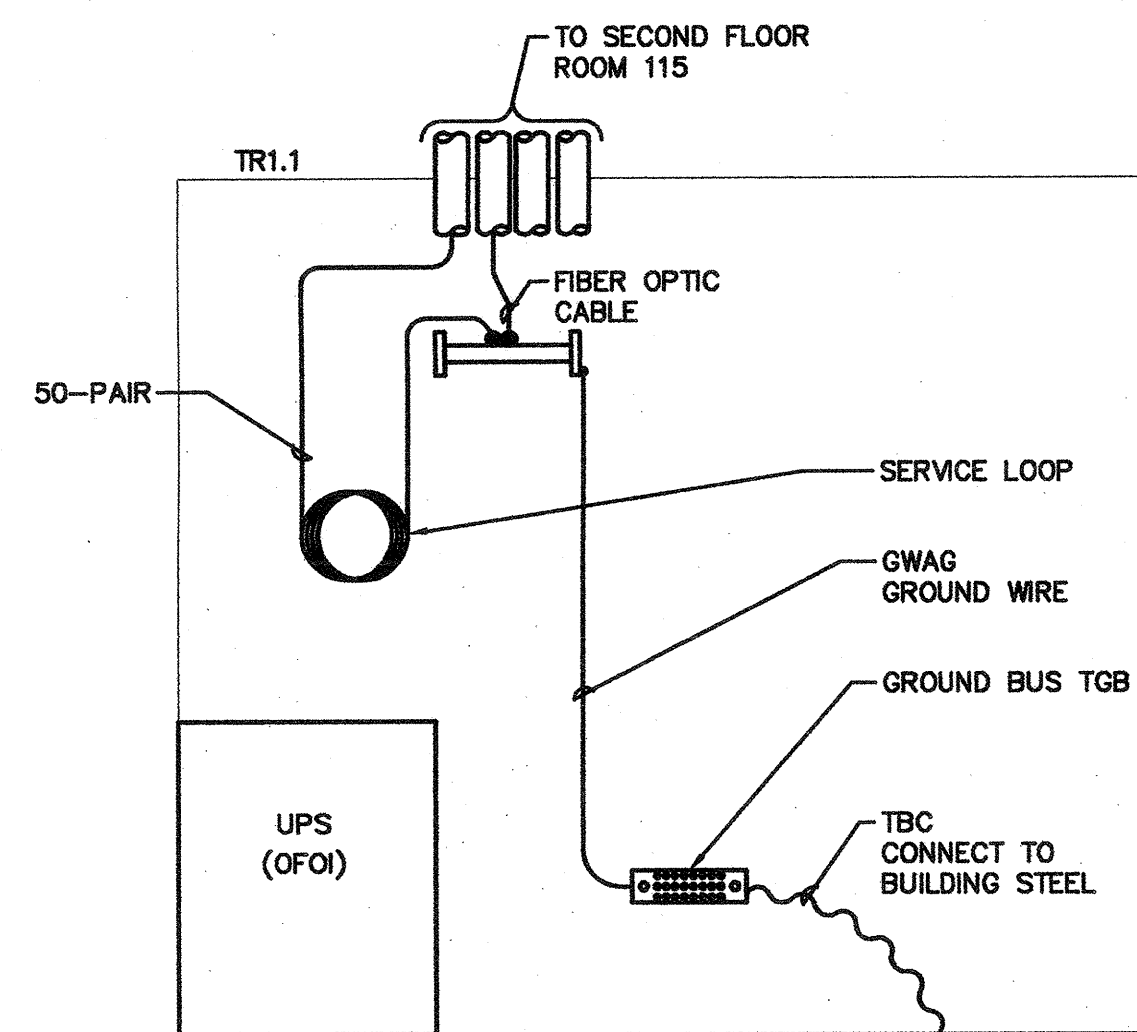 TO SECOND FLOOR
ROOM 115
TR1.1
FIBER OPTIC
CABLE
50-PAIR
SERVICE LOOP
GWAG
GROUND WIRE
GROUND BUS TGB
UPS
(OFOI)
TBC
CONNECT TO
BUILDING STEEL